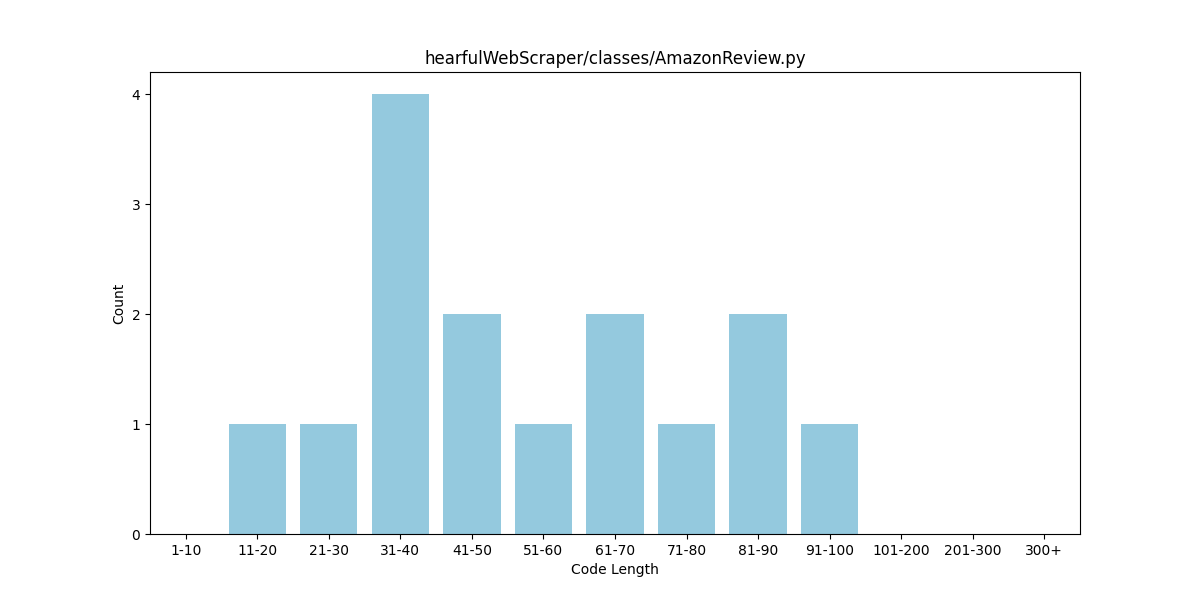 hearfulWebScraper/classes/AmazonReview.py
4
3
2
1
0
Count
1-10 11-20 21-30 31-40 41-50 51-60 61-70 71-80 81-90 91-100 101-200 201-300 300+
Code Length